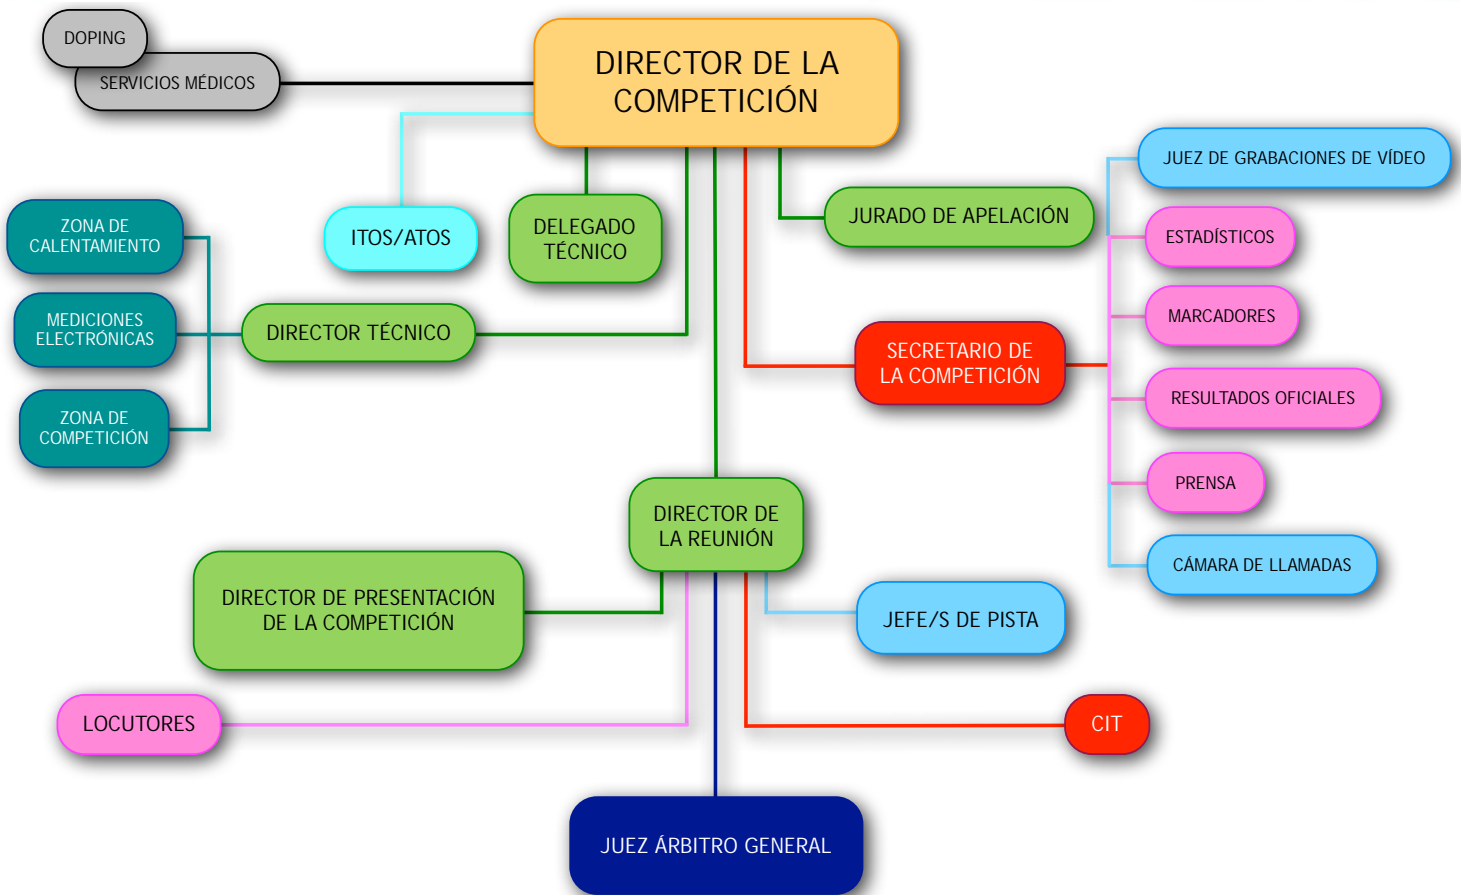 DOPING
SERVICIOS MÉDICOS
DIRECTOR DE LA
COMPETICIÓN
JUEZ DE GRABACIONES DE VÍDEO
ZONA DE
CALENTAMIENTO
ITOS/ATOS
DELEGADO
TÉCNICO
JURADO DE APELACIÓN
ESTADÍSTICOS
MEDICIONES
ELECTRÓNICAS
DIRECTOR TÉCNICO
MARCADORES
SECRETARIO DE
LA COMPETICIÓN
ZONA DE
COMPETICIÓN
RESULTADOS OFICIALES
PRENSA
DIRECTOR DE
LA REUNIÓN
CÁMARA DE LLAMADAS
DIRECTOR DE PRESENTACIÓN
DE LA COMPETICIÓN
JEFE/S DE PISTA
LOCUTORES
CIT
JUEZ ÁRBITRO GENERAL